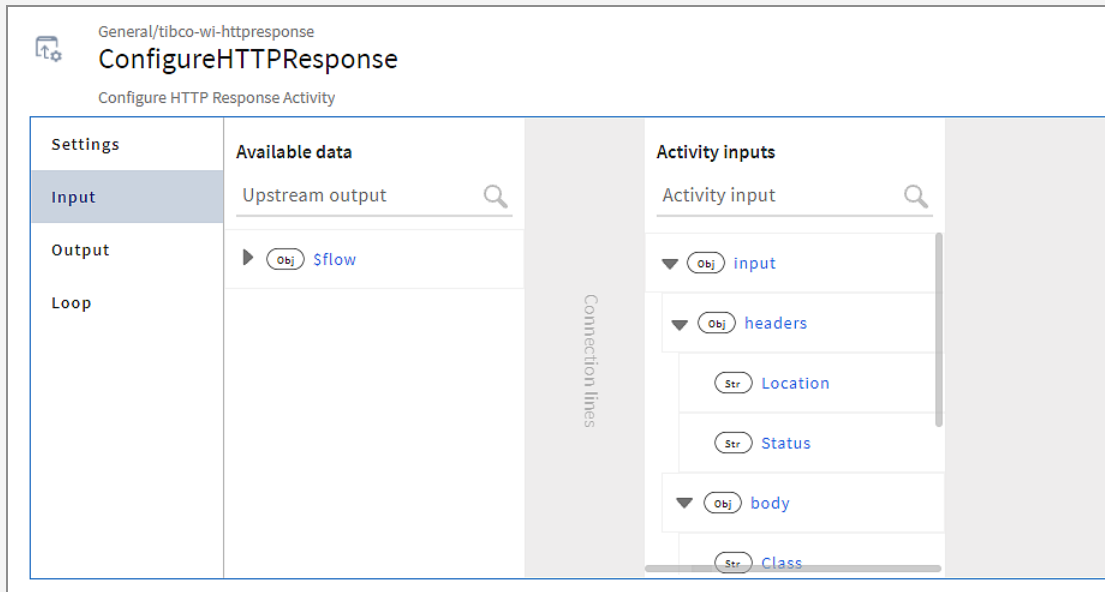 General/tibco-wi-httpresponse
ConfigureHTTPResponse
Configure HTTP Response Activity
Settings
Input
Output
Loop
Available data
Upstream output
Obj $flow
Connection lines
Activity inputs
Activity input
Obj input
Obj headers
Str Location
Str Status
Obj body
Str Class